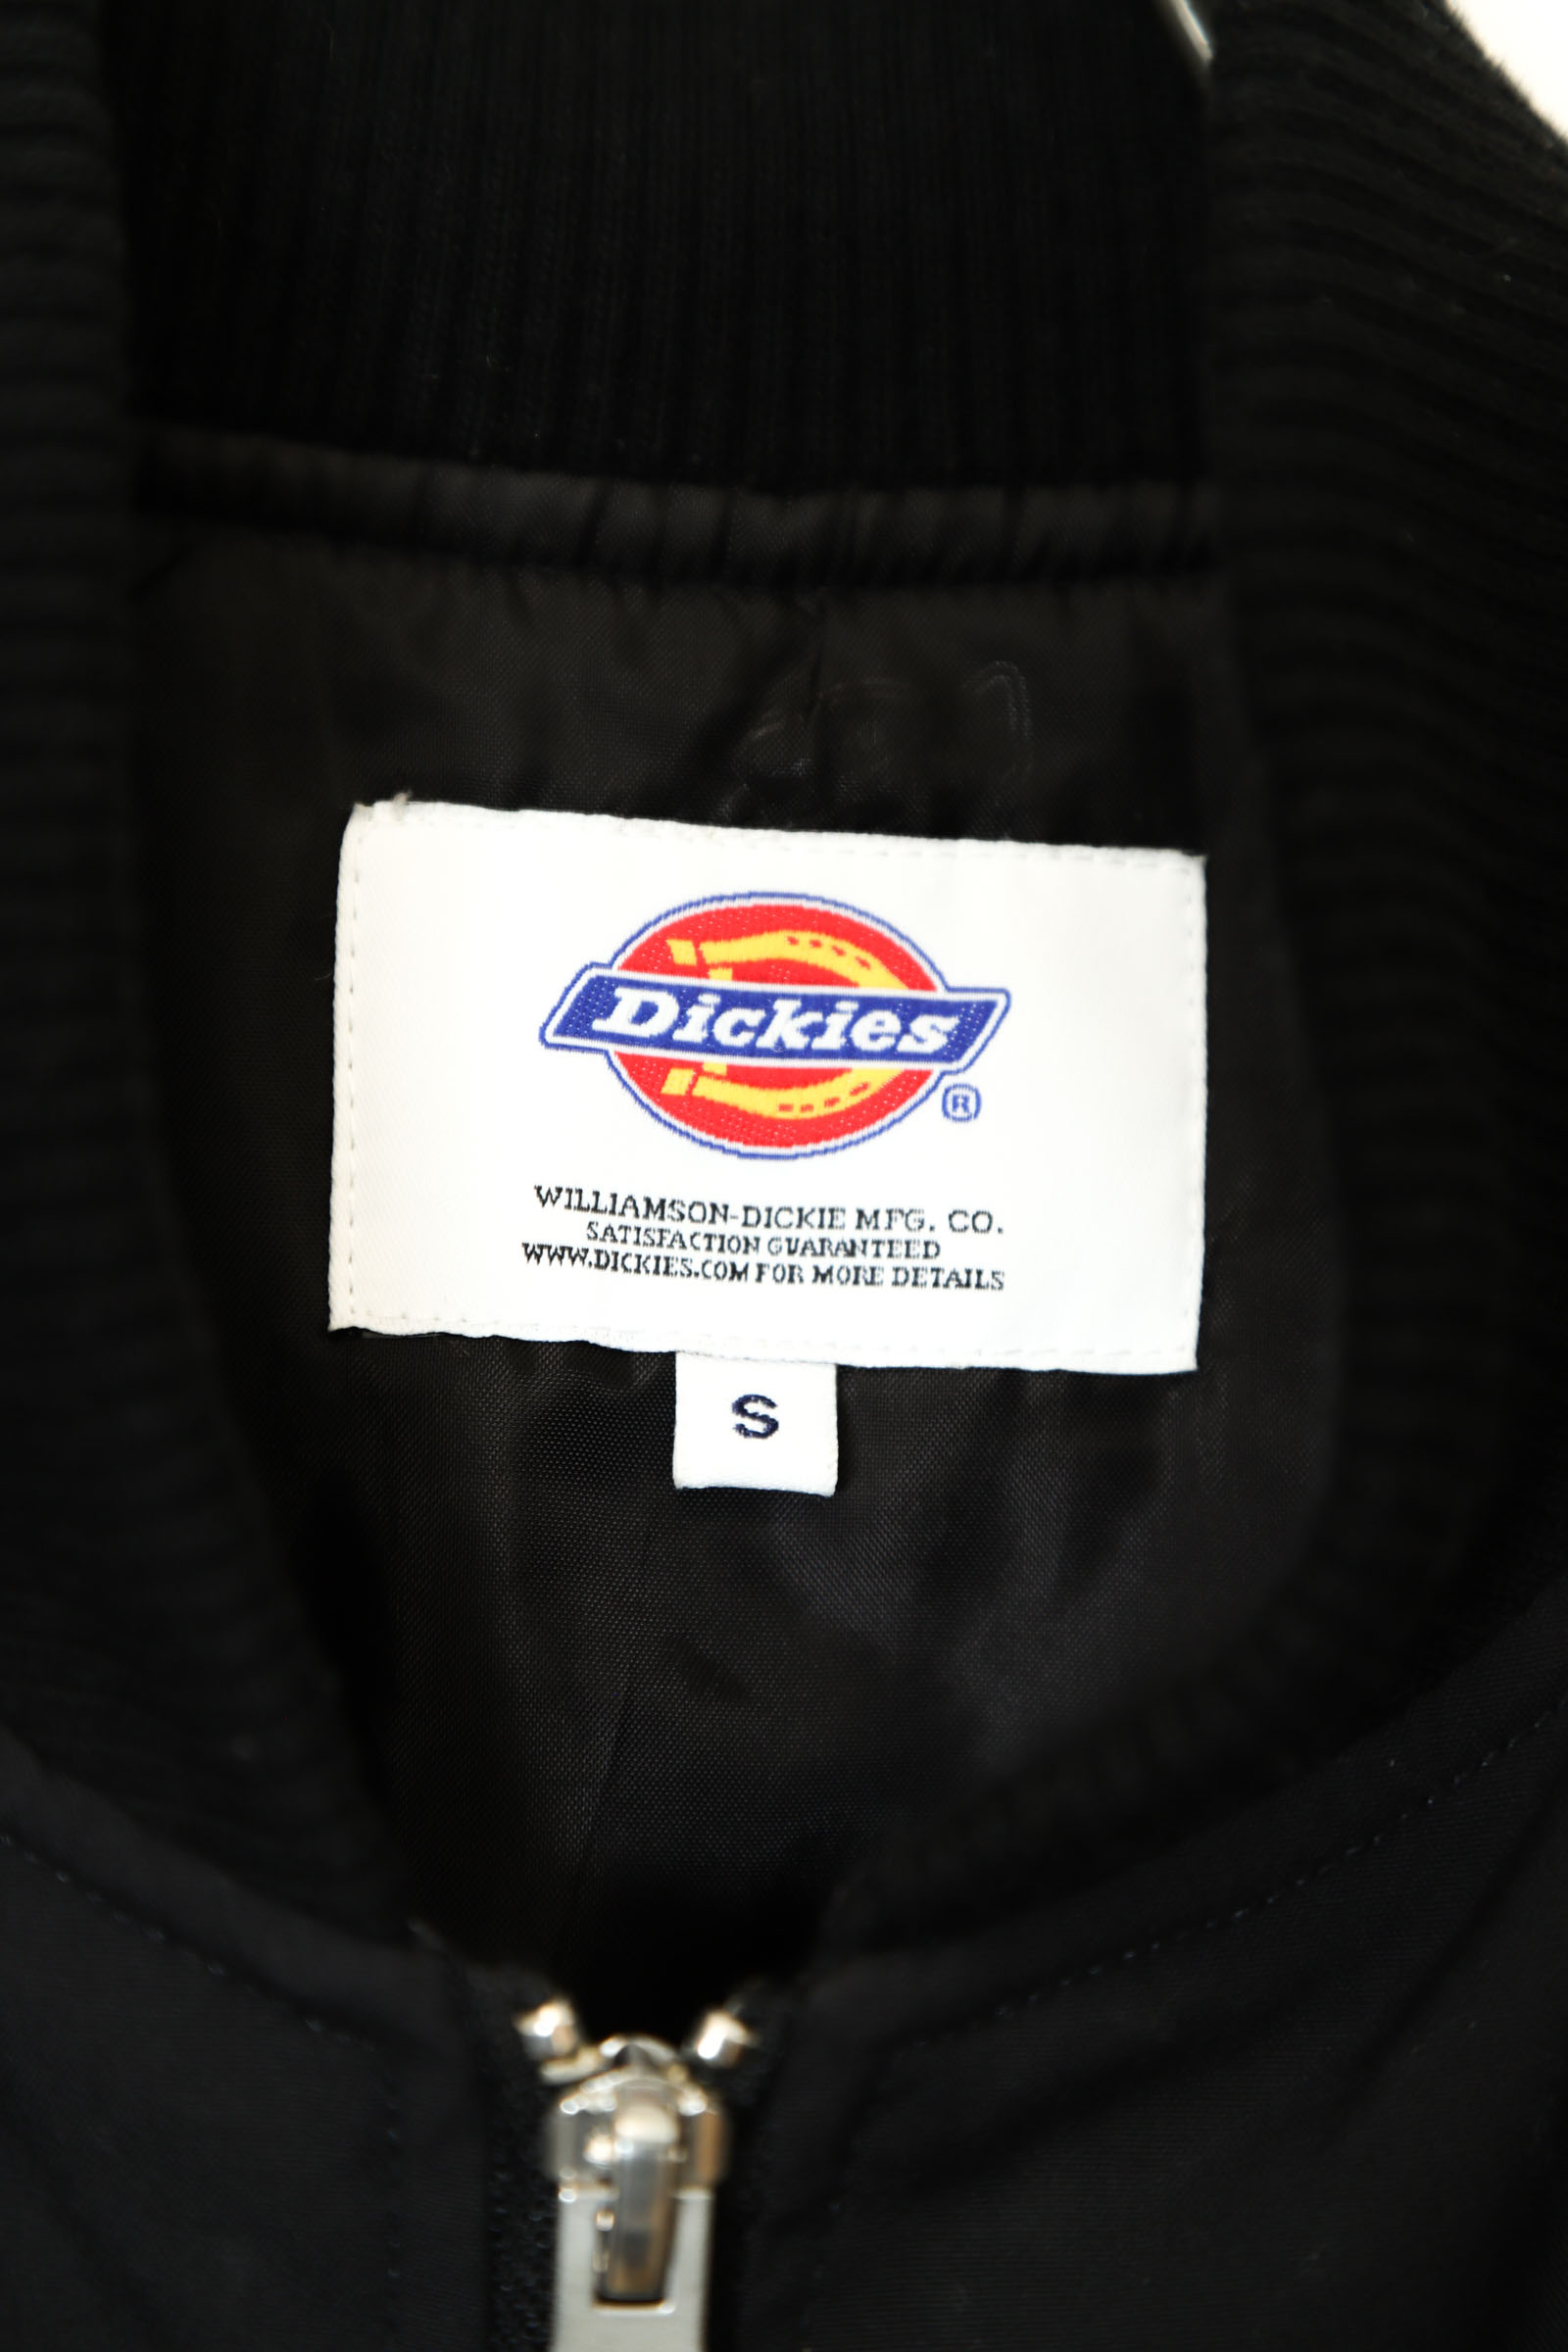 Dickies
®
WILLIAMSON-DICKIE MFG. CO.
SATISFACTION GUARANTEED
WWW.DICKIES.COM FOR MORE DETAILS
S